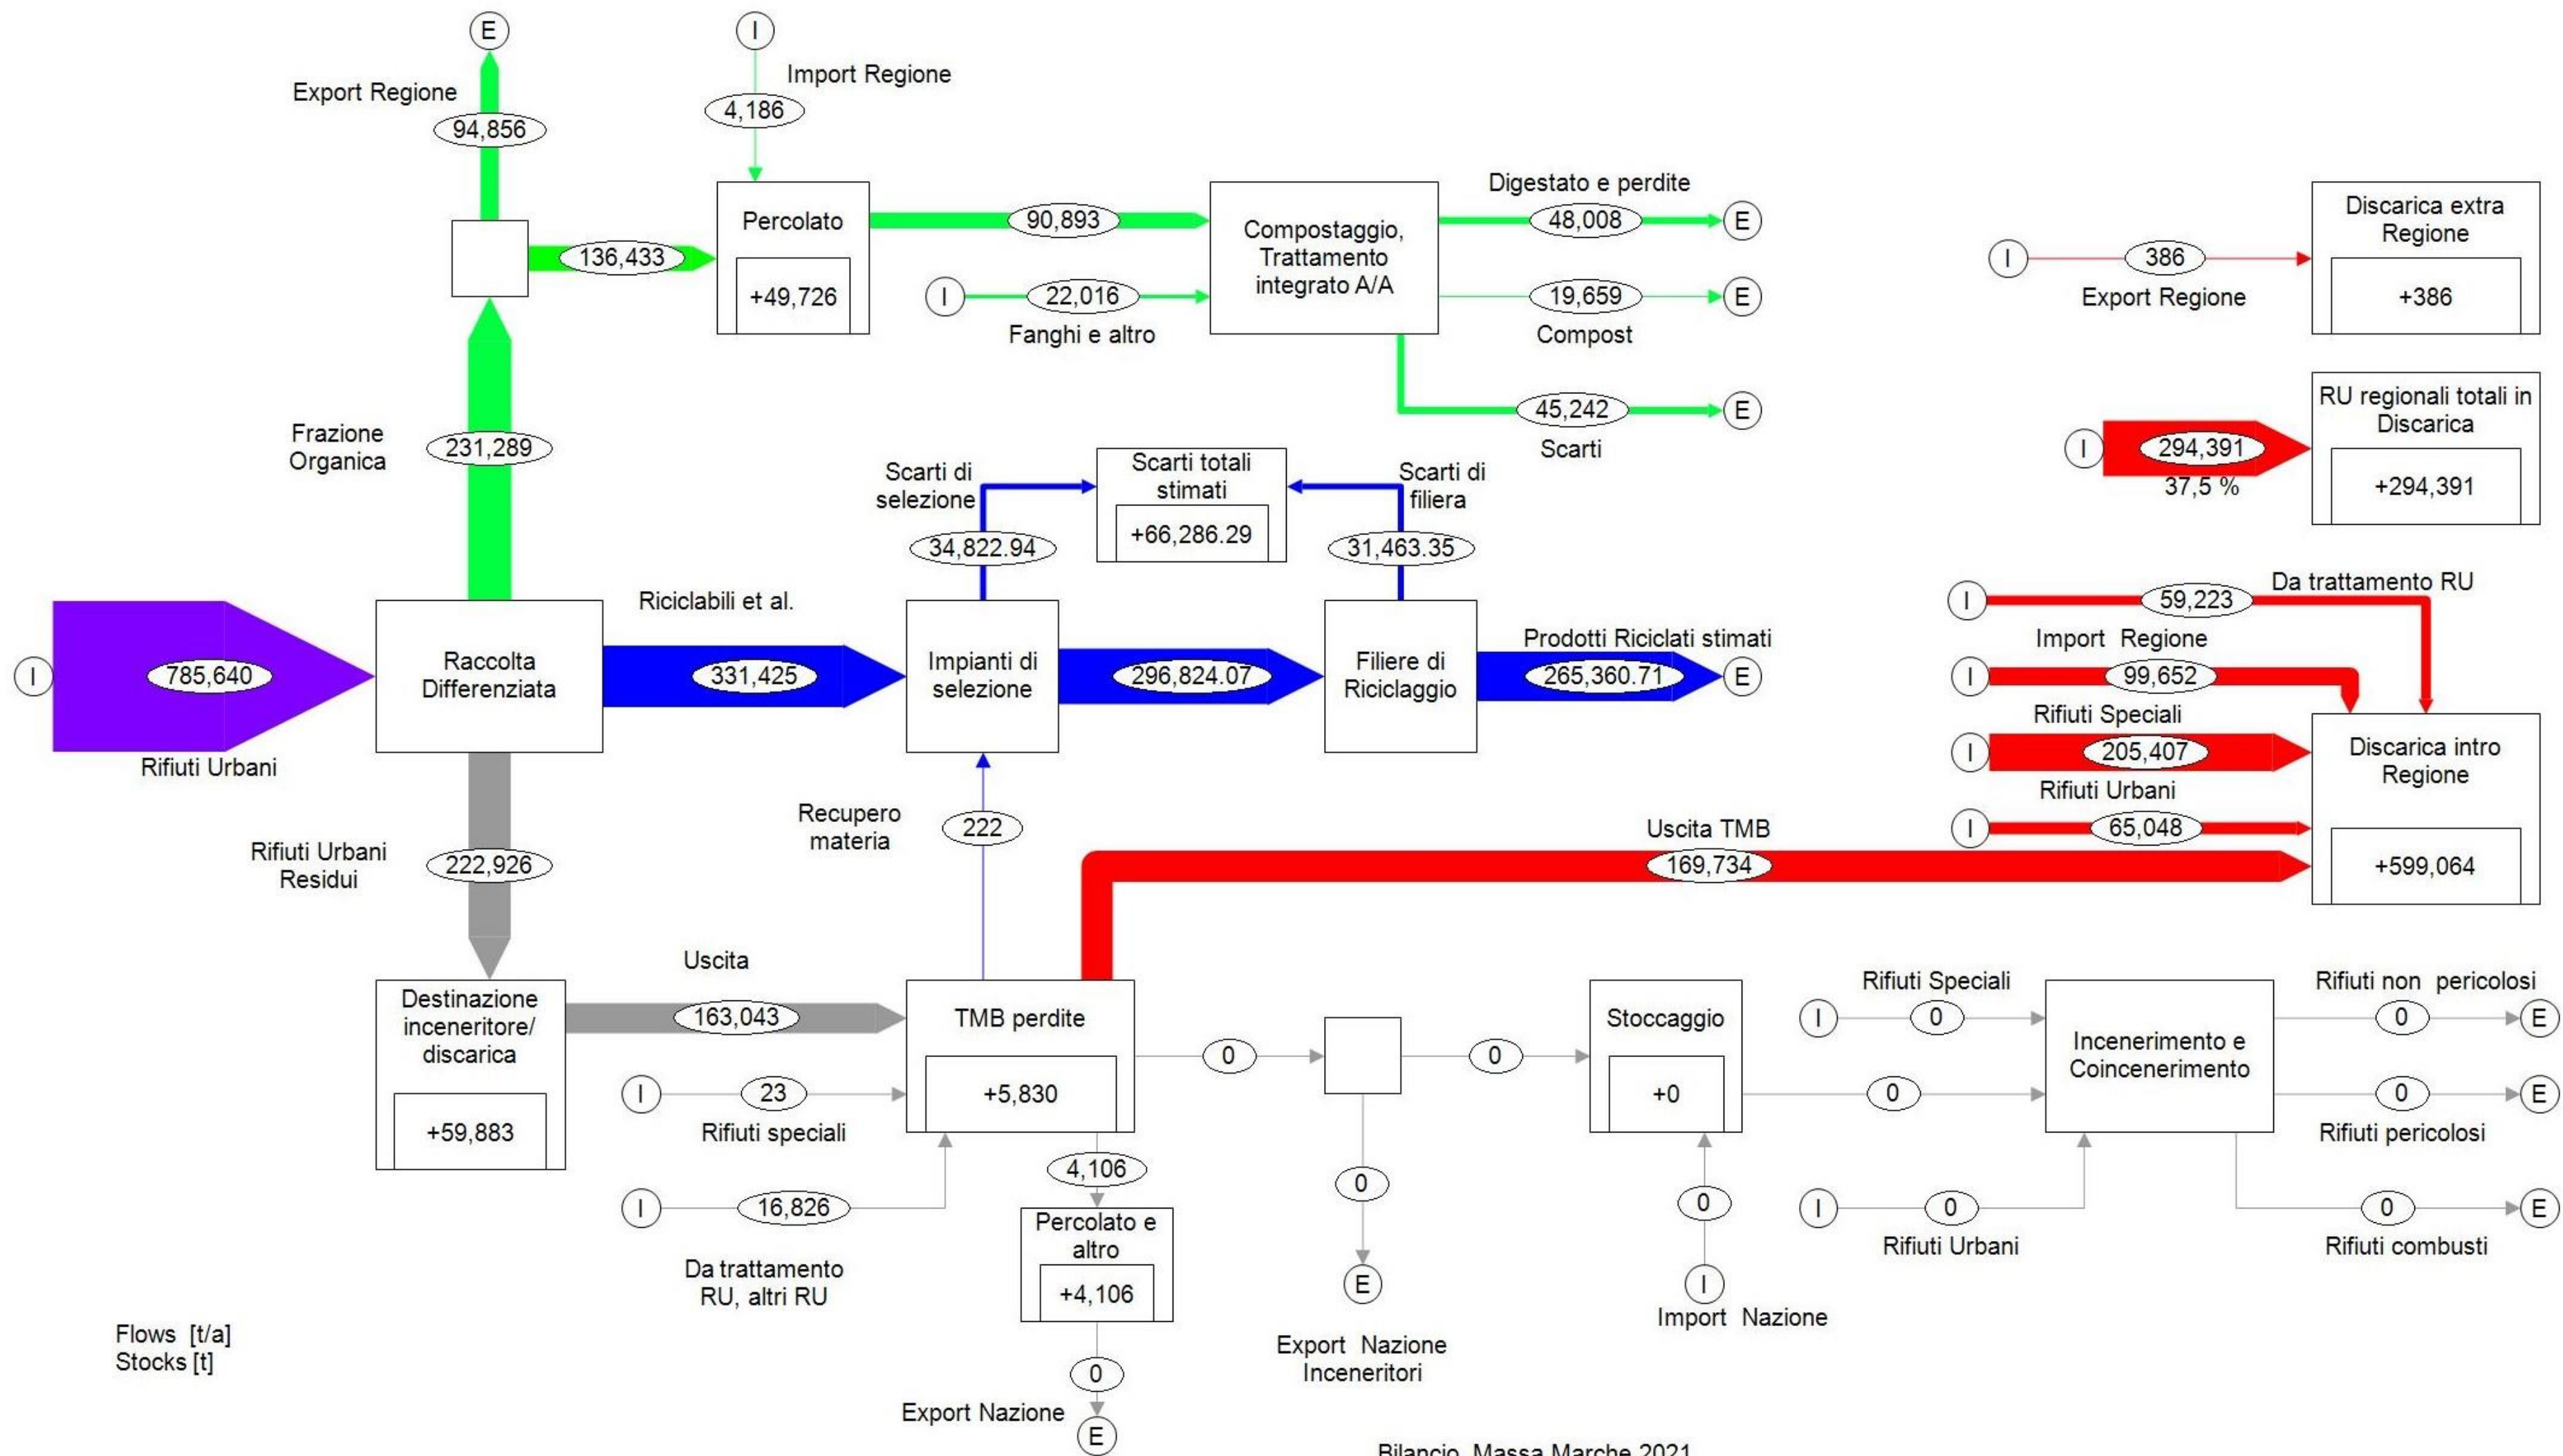 E
I
Export Regione
Import Regione
94,856
4,186
136,433
Percolato
+49,726
90,893
I
22,016
Fanghi e altro
Compostaggio,
Trattamento
integrato A/A
Digestato e perdite
48,008
E
19,659
E
Compost
45,242
E
Scarti
I
386
Export Regione
Discarica extra
Regione
+386
I
294,391
37,5 %
RU regionali totali in
Discarica
+294,391
Frazione
Organica
231,289
Scarti di
selezione
34,822.94
Scarti totali
stimati
+66,286.29
Scarti di
filiera
31,463.35
I
785,640
Rifiuti Urbani
Raccolta
Differenziata
Riciclabili et al.
331,425
Impianti di
selezione
296,824.07
Filiere di
Riciclaggio
Prodotti Riciclati stimati
265,360.71
E
I
59,223
Da trattamento RU
Import Regione
I
99,652
Rifiuti Speciali
I
205,407
Rifiuti Urbani
I
65,048
Discarica intro
Regione
+599,064
Rifiuti Urbani
Residui
222,926
Recupero
materia
222
Uscita TMB
169,734
Destinazione
inceneritore/
discarica
+59,883
Uscita
163,043
I
23
Rifiuti speciali
I
16,826
Da trattamento
RU, altri RU
TMB perdite
+5,830
4,106
Percolato e
altro
+4,106
0
Export Nazione
E
0
0
0
E
Export Nazione
Inceneritori
Stoccaggio
+0
0
I
Import Nazione
0
Rifiuti Speciali
I
0
I
0
Rifiuti Urbani
Incenerimento e
Coincenerimento
Rifiuti non pericolosi
0
E
0
E
Rifiuti pericolosi
0
E
Rifiuti combusti
Flows [t/a]
Stocks [t]
Bilancio Massa Marche 2021